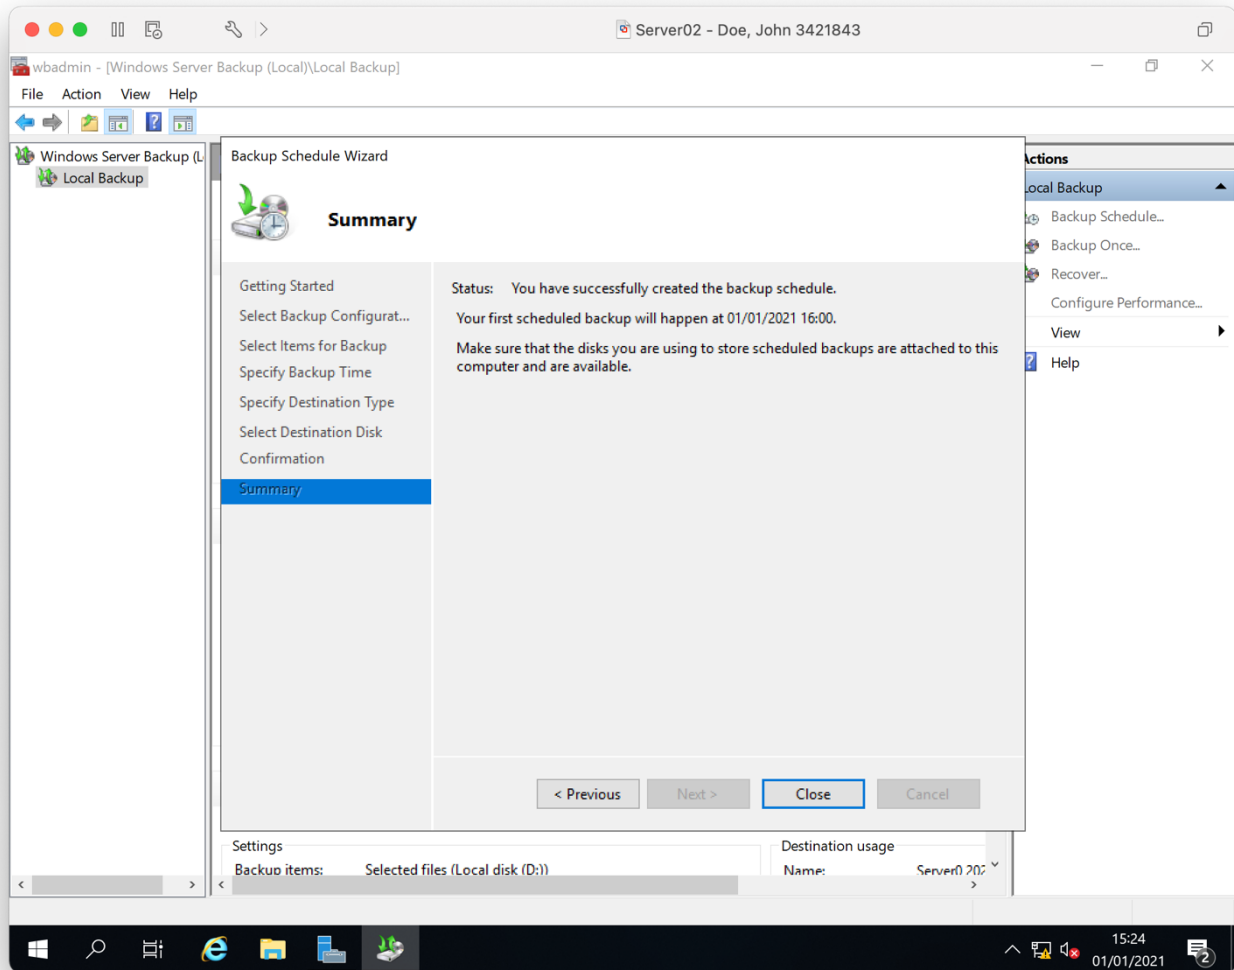 Server02 - Doe, John 3421843
wbadmin - [Windows Server Backup (Local)\Local Backup]
File Action View Help
Windows Server Backup (L
Local Backup
Backup Schedule Wizard
Summary
Getting Started
Select Backup Configurat...
Select Items for Backup
Specify Backup Time
Specify Destination Type
Select Destination Disk
Confirmation
Summary
Status: You have successfully created the backup schedule.
Your first scheduled backup will happen at 01/01/2021 16:00.
Make sure that the disks you are using to store scheduled backups are attached to this
computer and are available.
< Previous Next > Close Cancel
Actions
Local Backup
Backup Schedule...
Backup Once...
Recover...
Configure Performance...
View
Help
Settings
Backup items: Selected files (Local disk (D:))
Destination usage
Name: Server0 202
15:24
01/01/2021
2